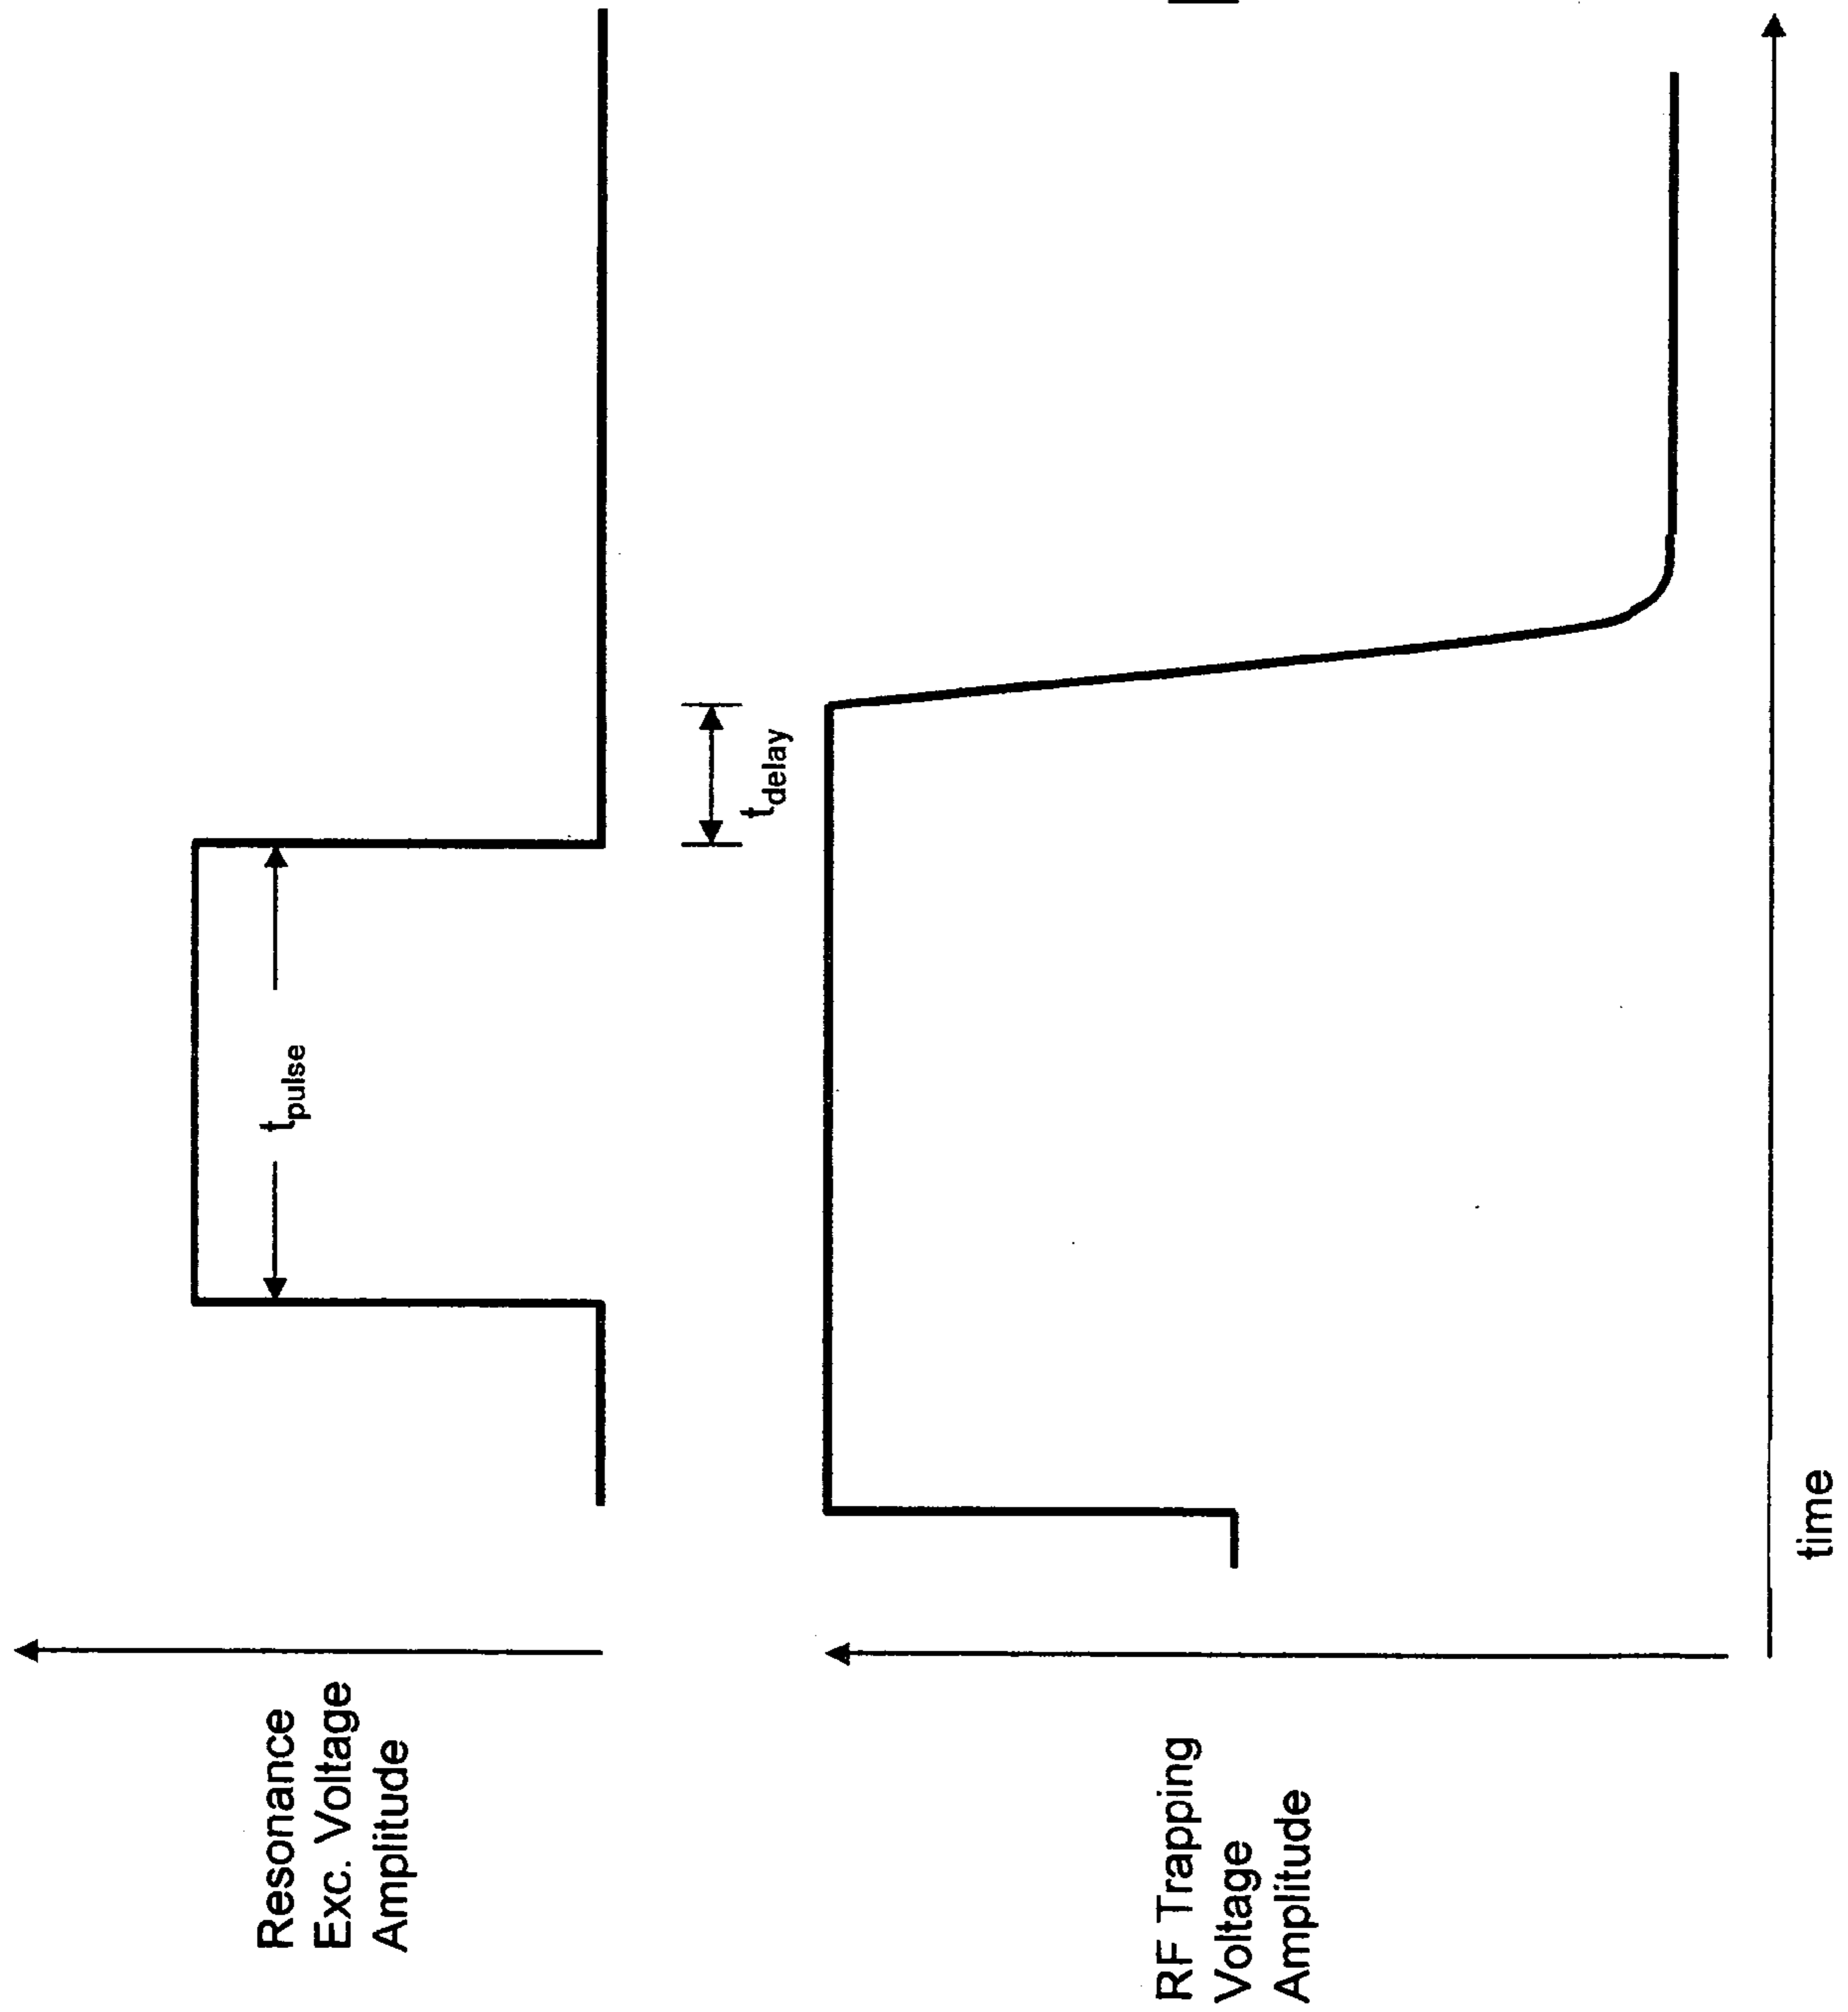 Resonance
Exc. Voltage
Amplitude
t_pulse
t_delay
RF Trapping
Voltage
Amplitude
time